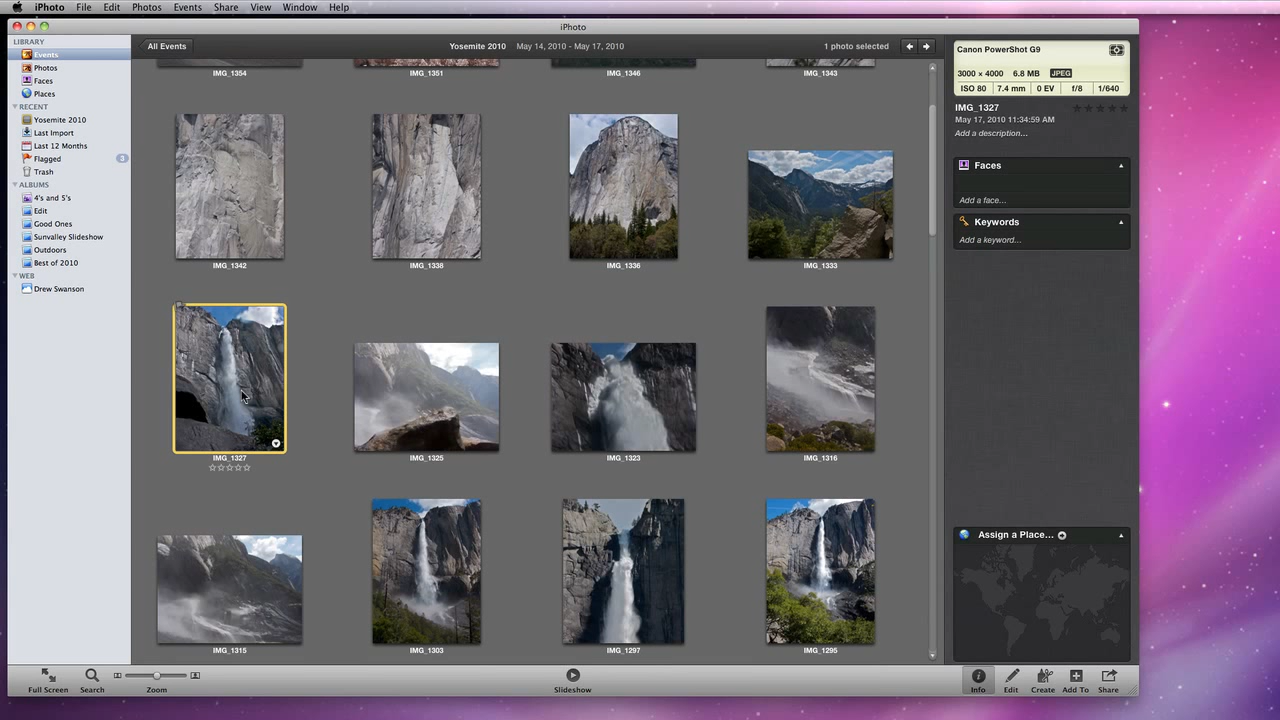 iPhoto File Edit Photos Events Share View Window Help
iPhoto
LIBRARY
Events
Photos
Faces
Places
RECENT
Yosemite 2010
Last Import
Last 12 Months
Flagged 3
Trash
ALBUMS
4's and 5's
Edit
Good Ones
Sunvalley Slideshow
Outdoors
Best of 2010
WEB
Drew Swanson
All Events Yosemite 2010 May 14, 2010 - May 17, 2010 1 photo selected
IMG_1354 IMG_1351 IMG_1346 IMG_1343
IMG_1342 IMG_1338 IMG_1336 IMG_1333
IMG_1327 IMG_1325 IMG_1323 IMG_1316
IMG_1315 IMG_1303 IMG_1297 IMG_1295
Canon PowerShot G9
3000 × 4000 6.8 MB JPEG
ISO 80 7.4 mm 0 EV f/8 1/640
IMG_1327
May 17, 2010 11:34:59 AM
Add a description...
Faces
Add a face...
Keywords
Add a keyword...
Assign a Place...
Full Screen Search Zoom Slideshow Info Edit Create Add To Share